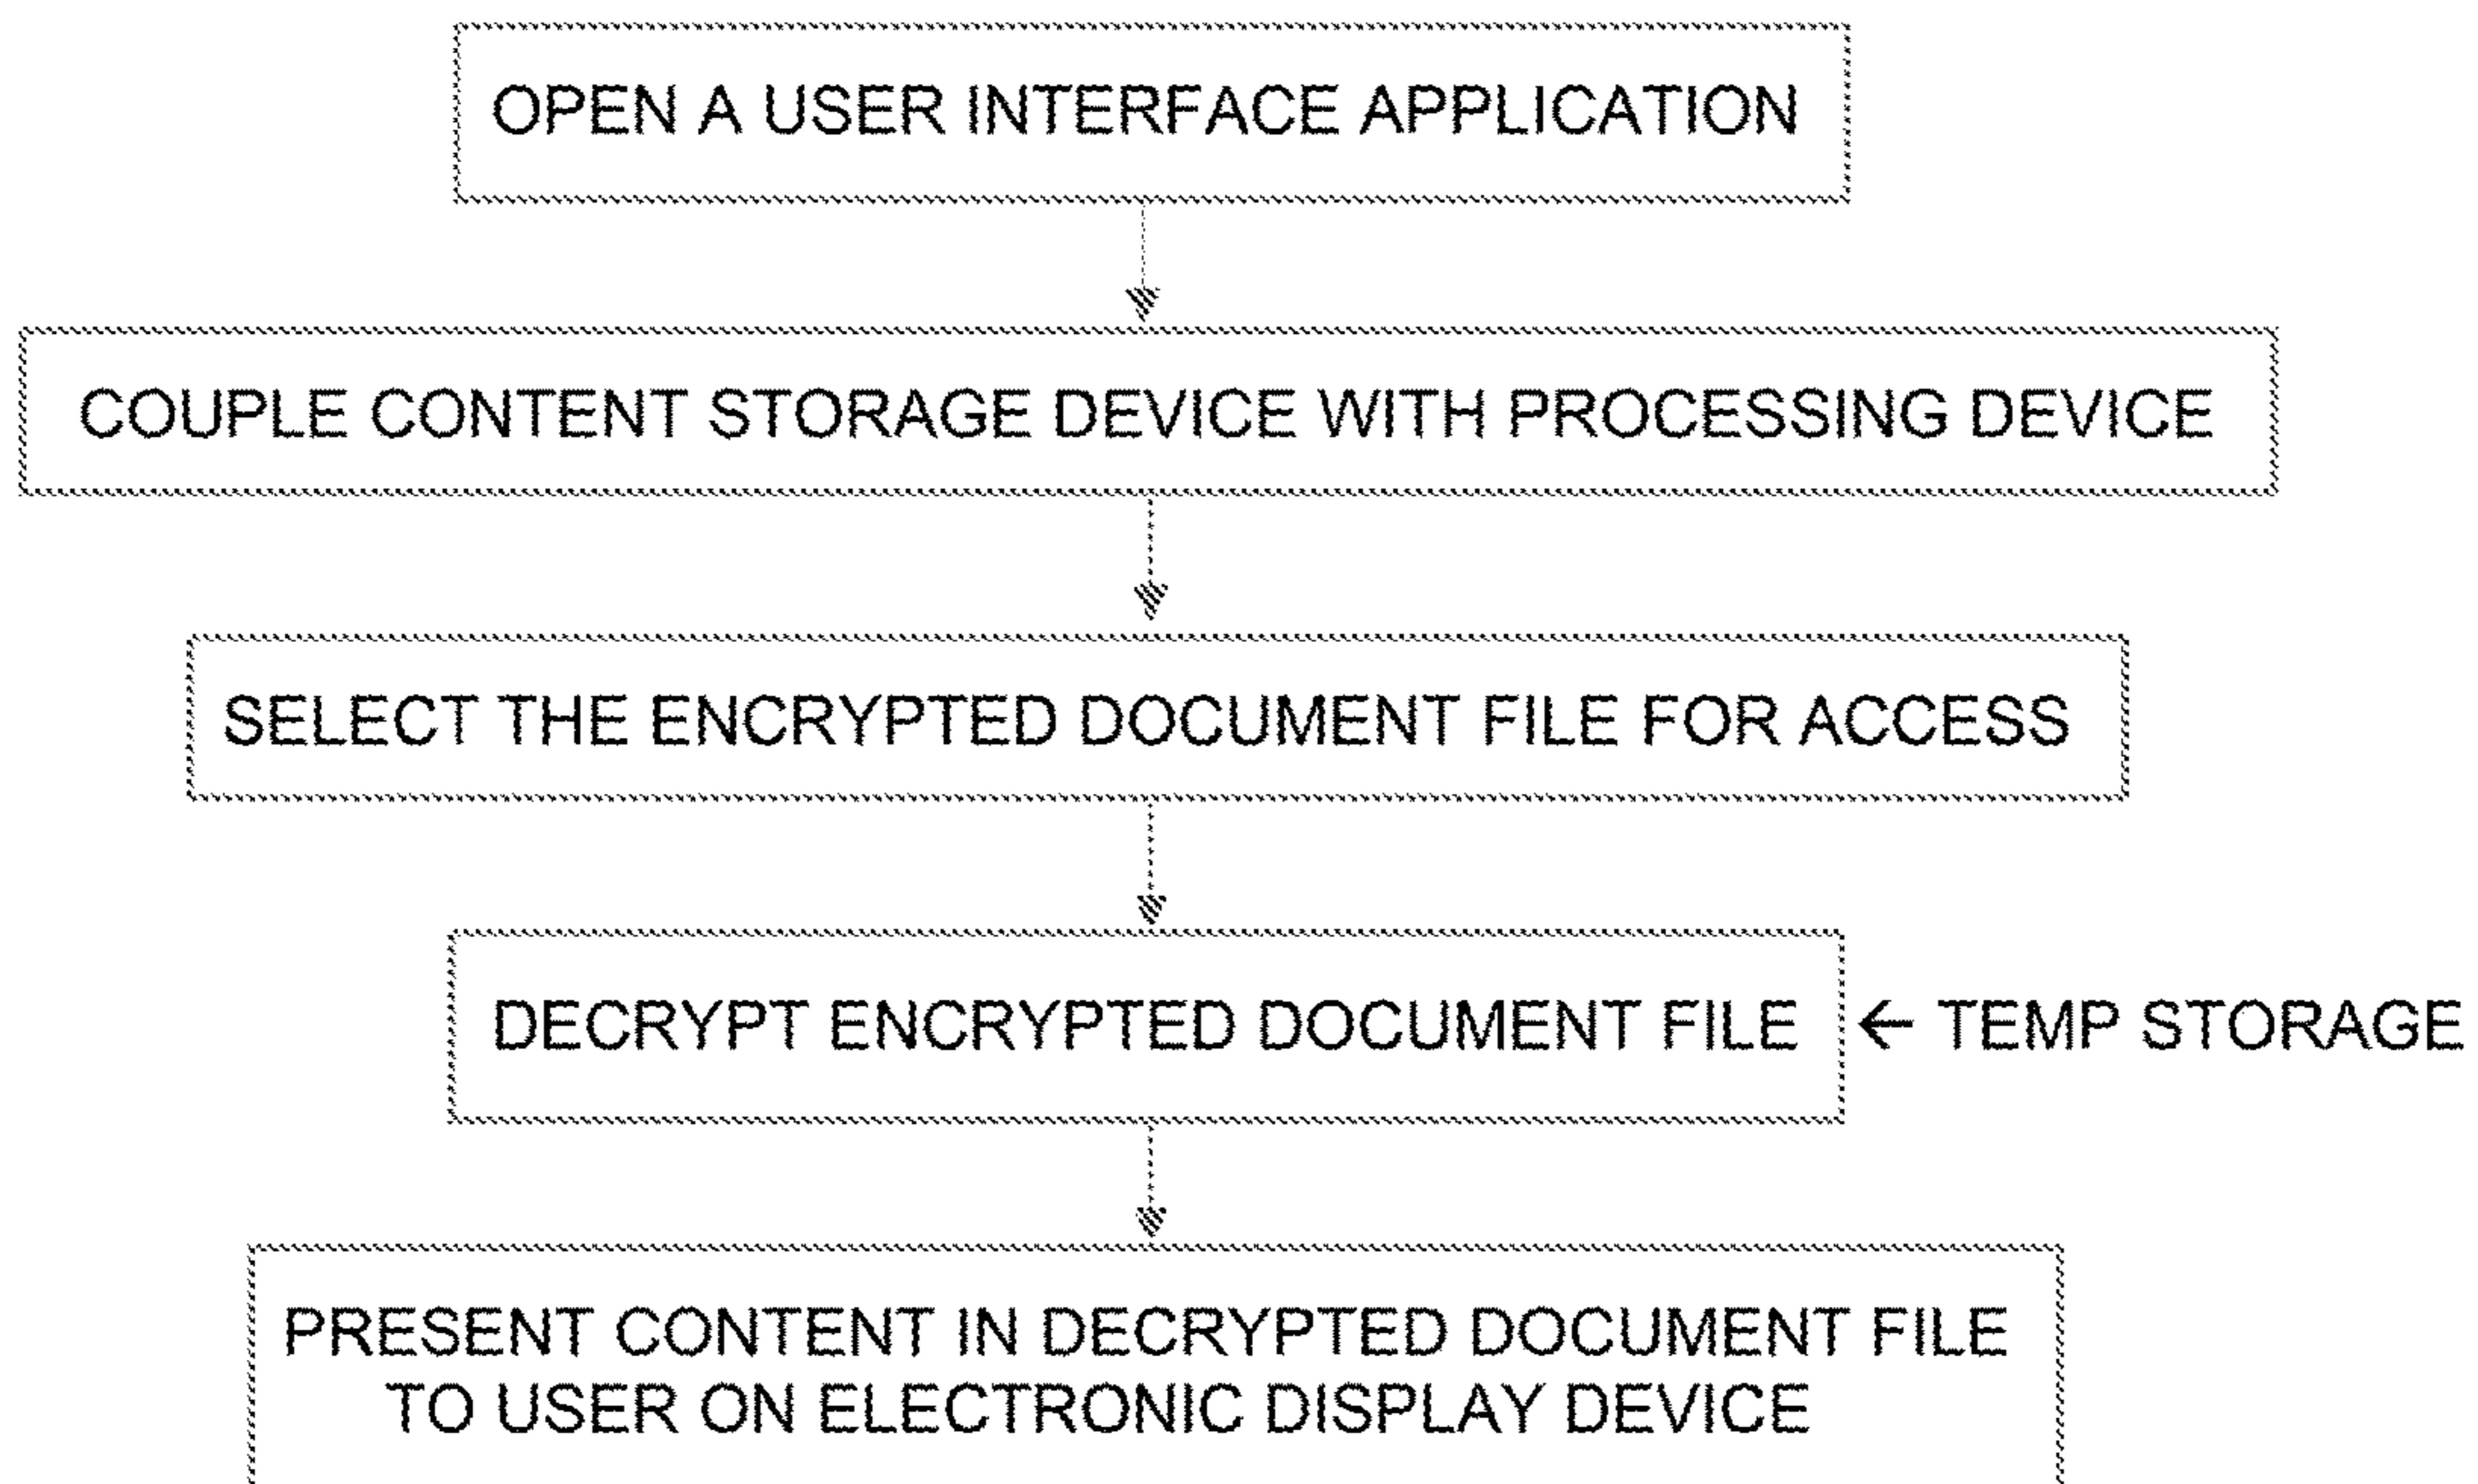 OPEN A USER INTERFACE APPLICATION
COUPLE CONTENT STORAGE DEVICE WITH PROCESSING DEVICE
SELECT THE ENCRYPTED DOCUMENT FILE FOR ACCESS
DECRYPT ENCRYPTED DOCUMENT FILE ← TEMP STORAGE
PRESENT CONTENT IN DECRYPTED DOCUMENT FILE
TO USER ON ELECTRONIC DISPLAY DEVICE